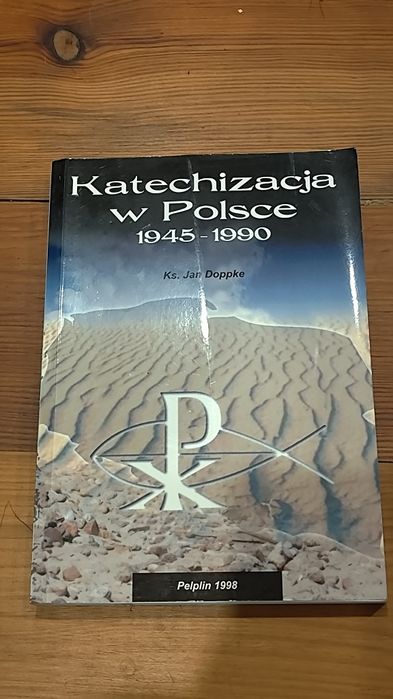 Katechizacja
w Polsce
1945 - 1990
Ks. Jan Doppke
Pelplin 1998